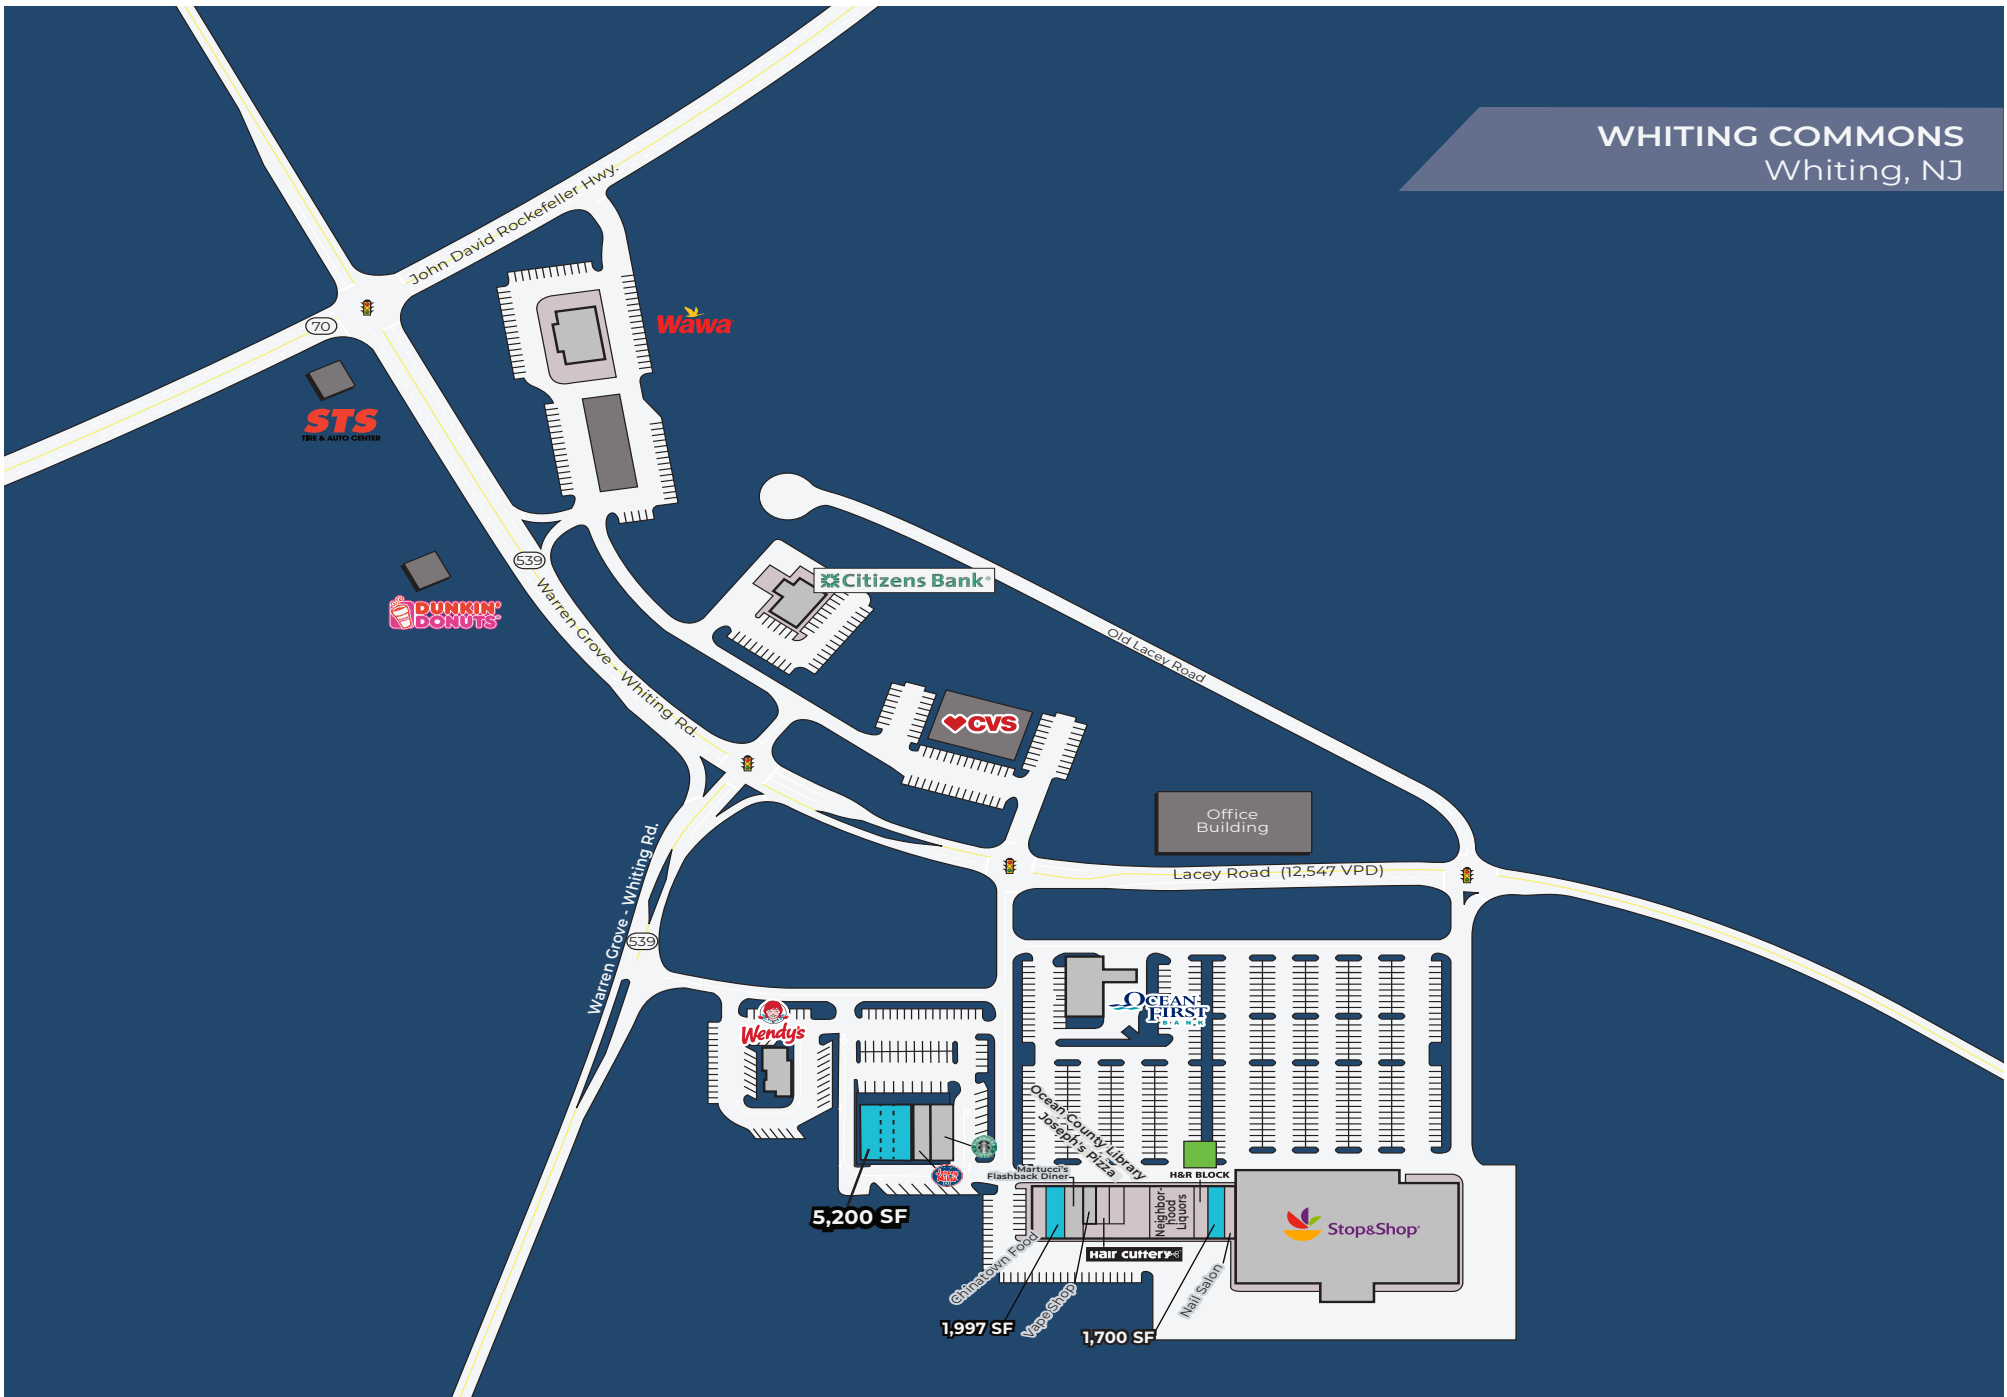 WHITING COMMONS
Whiting, NJ
John David Rockefeller Hwy.
70
Wawa
STS
TIRE & AUTO CENTER
539
DUNKIN'
DONUTS
Warren Grove - Whiting Rd.
Citizens Bank
Old Lacey Road
CVS
Office
Building
Lacey Road (12,547 VPD)
Warren Grove - Whiting Rd.
539
Wendy's
OCEAN
FIRST
BANK
Ocean County Library
Joseph's Pizza
Martucci's
Flashback Diner
H&R BLOCK
Neighbor-
hood
Liquors
5,200 SF
Stop&Shop
Hair Cuttery
Chinatown Food
Vape Shop
Nail Salon
1,997 SF
1,700 SF